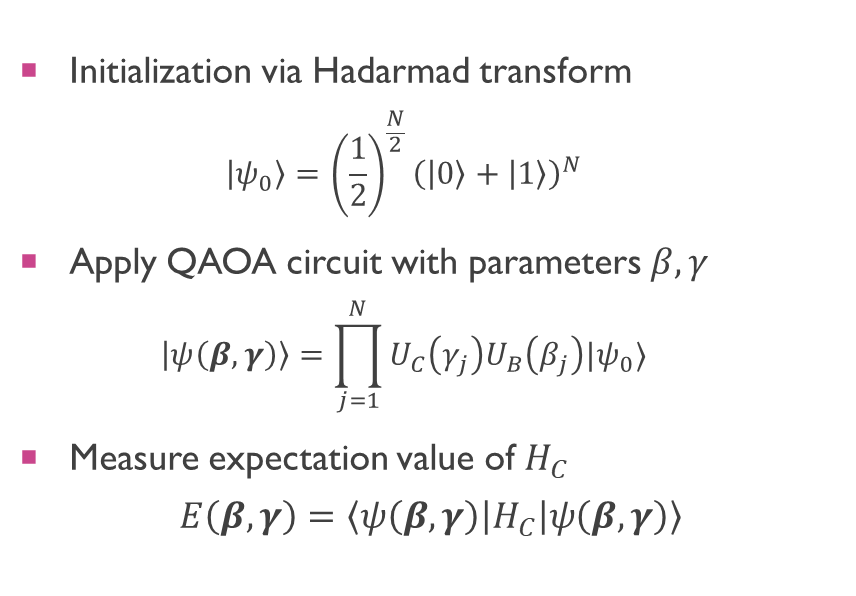 Initialization via Hadarmad transform
|ψ₀⟩ = (1/2)^(N/2) (|0⟩ + |1⟩)^N
Apply QAOA circuit with parameters β, γ
|ψ(β, γ)⟩ = ∏_{j=1}^{N} U_C(γ_j)U_B(β_j)|ψ₀⟩
Measure expectation value of H_C
E(β, γ) = ⟨ψ(β, γ)|H_C|ψ(β, γ)⟩